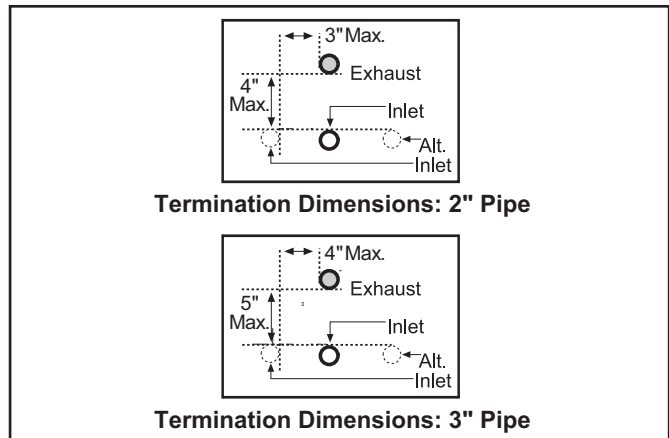 3" Max.
Exhaust
4"
Max.
Inlet
Alt.
Inlet
Termination Dimensions: 2" Pipe
4" Max.
Exhaust
5"
Max.
Inlet
Alt.
Inlet
Termination Dimensions: 3" Pipe